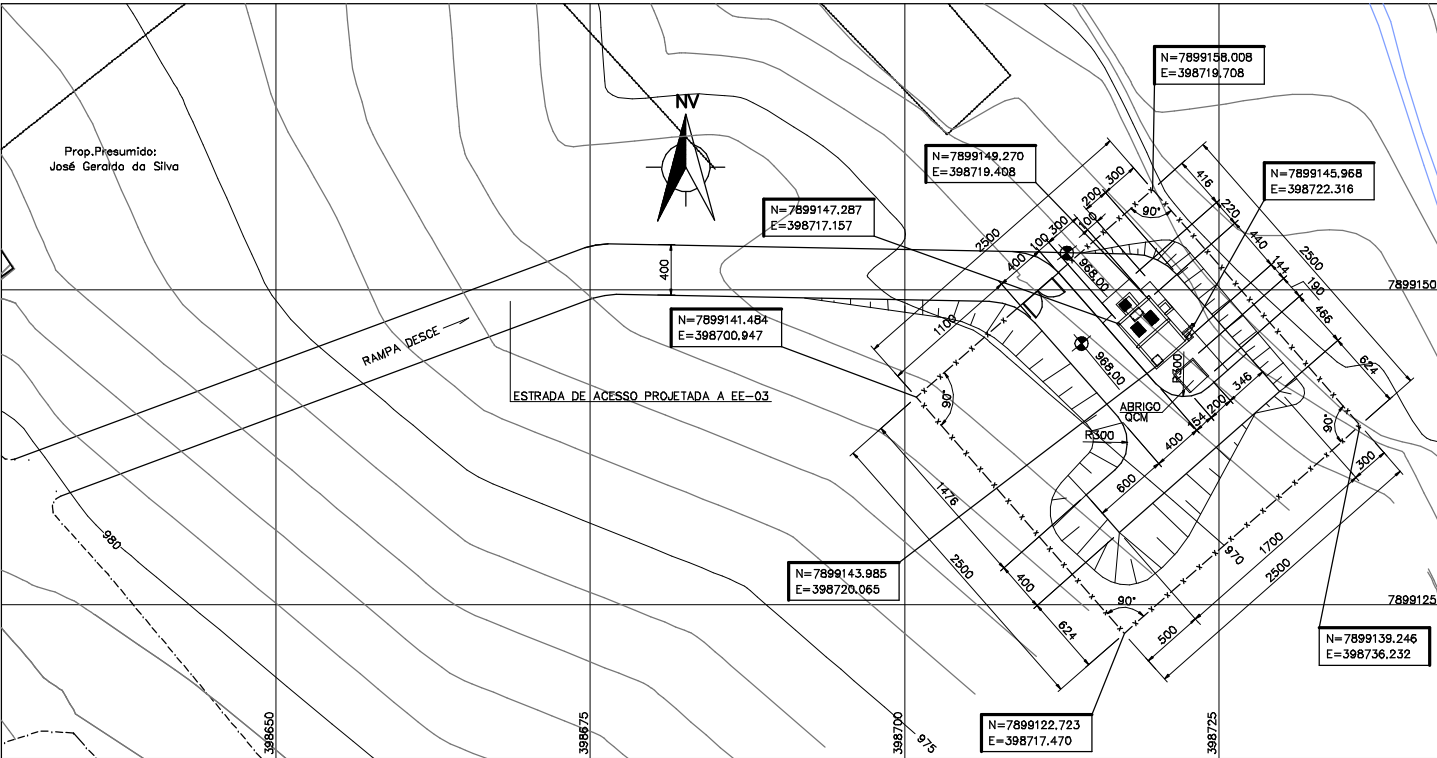 N=7899158.008
E=398719.708
NV
Prop.Presumido:
José Geraldo da Silva
N=7899149.270
E=398719.408
N=7899145.968
E=398722.316
N=7899147.287
E=398717.157
300
200
100
300
100
400
2500
1100
90°
416
220
440
2500
144
190
466
624
968,00
968,00
400
7899150
N=7899141.484
E=398700.947
RAMPA DESCE
ESTRADA DE ACESSO PROJETADA A EE-03
R300
346
ABRIGO
QCM
200
154
400
R300
90°
90°
300
600
1476
2500
400
624
970
1700
2500
500
90°
980
N=7899143.985
E=398720.065
7899125
N=7899139.246
E=398736.232
N=7899122.723
E=398717.470
398650
398675
398700
975
398725